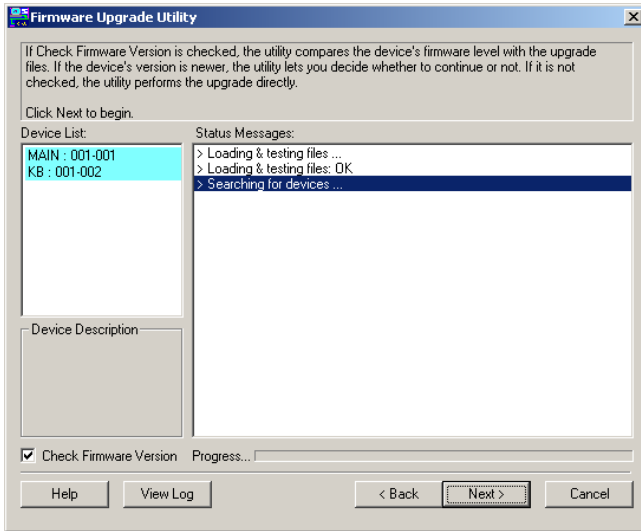 Firmware Upgrade Utility
If Check Firmware Version is checked, the utility compares the device's firmware level with the upgrade
files. If the device's version is newer, the utility lets you decide whether to continue or not. If it is not
checked, the utility performs the upgrade directly.
Click Next to begin.
Device List:
Status Messages:
MAIN : 001-001
KB : 001-002
> Loading & testing files ...
> Loading & testing files: OK
> Searching for devices ...
Device Description
Check Firmware Version
Progress...
Help
View Log
< Back
Next >
Cancel